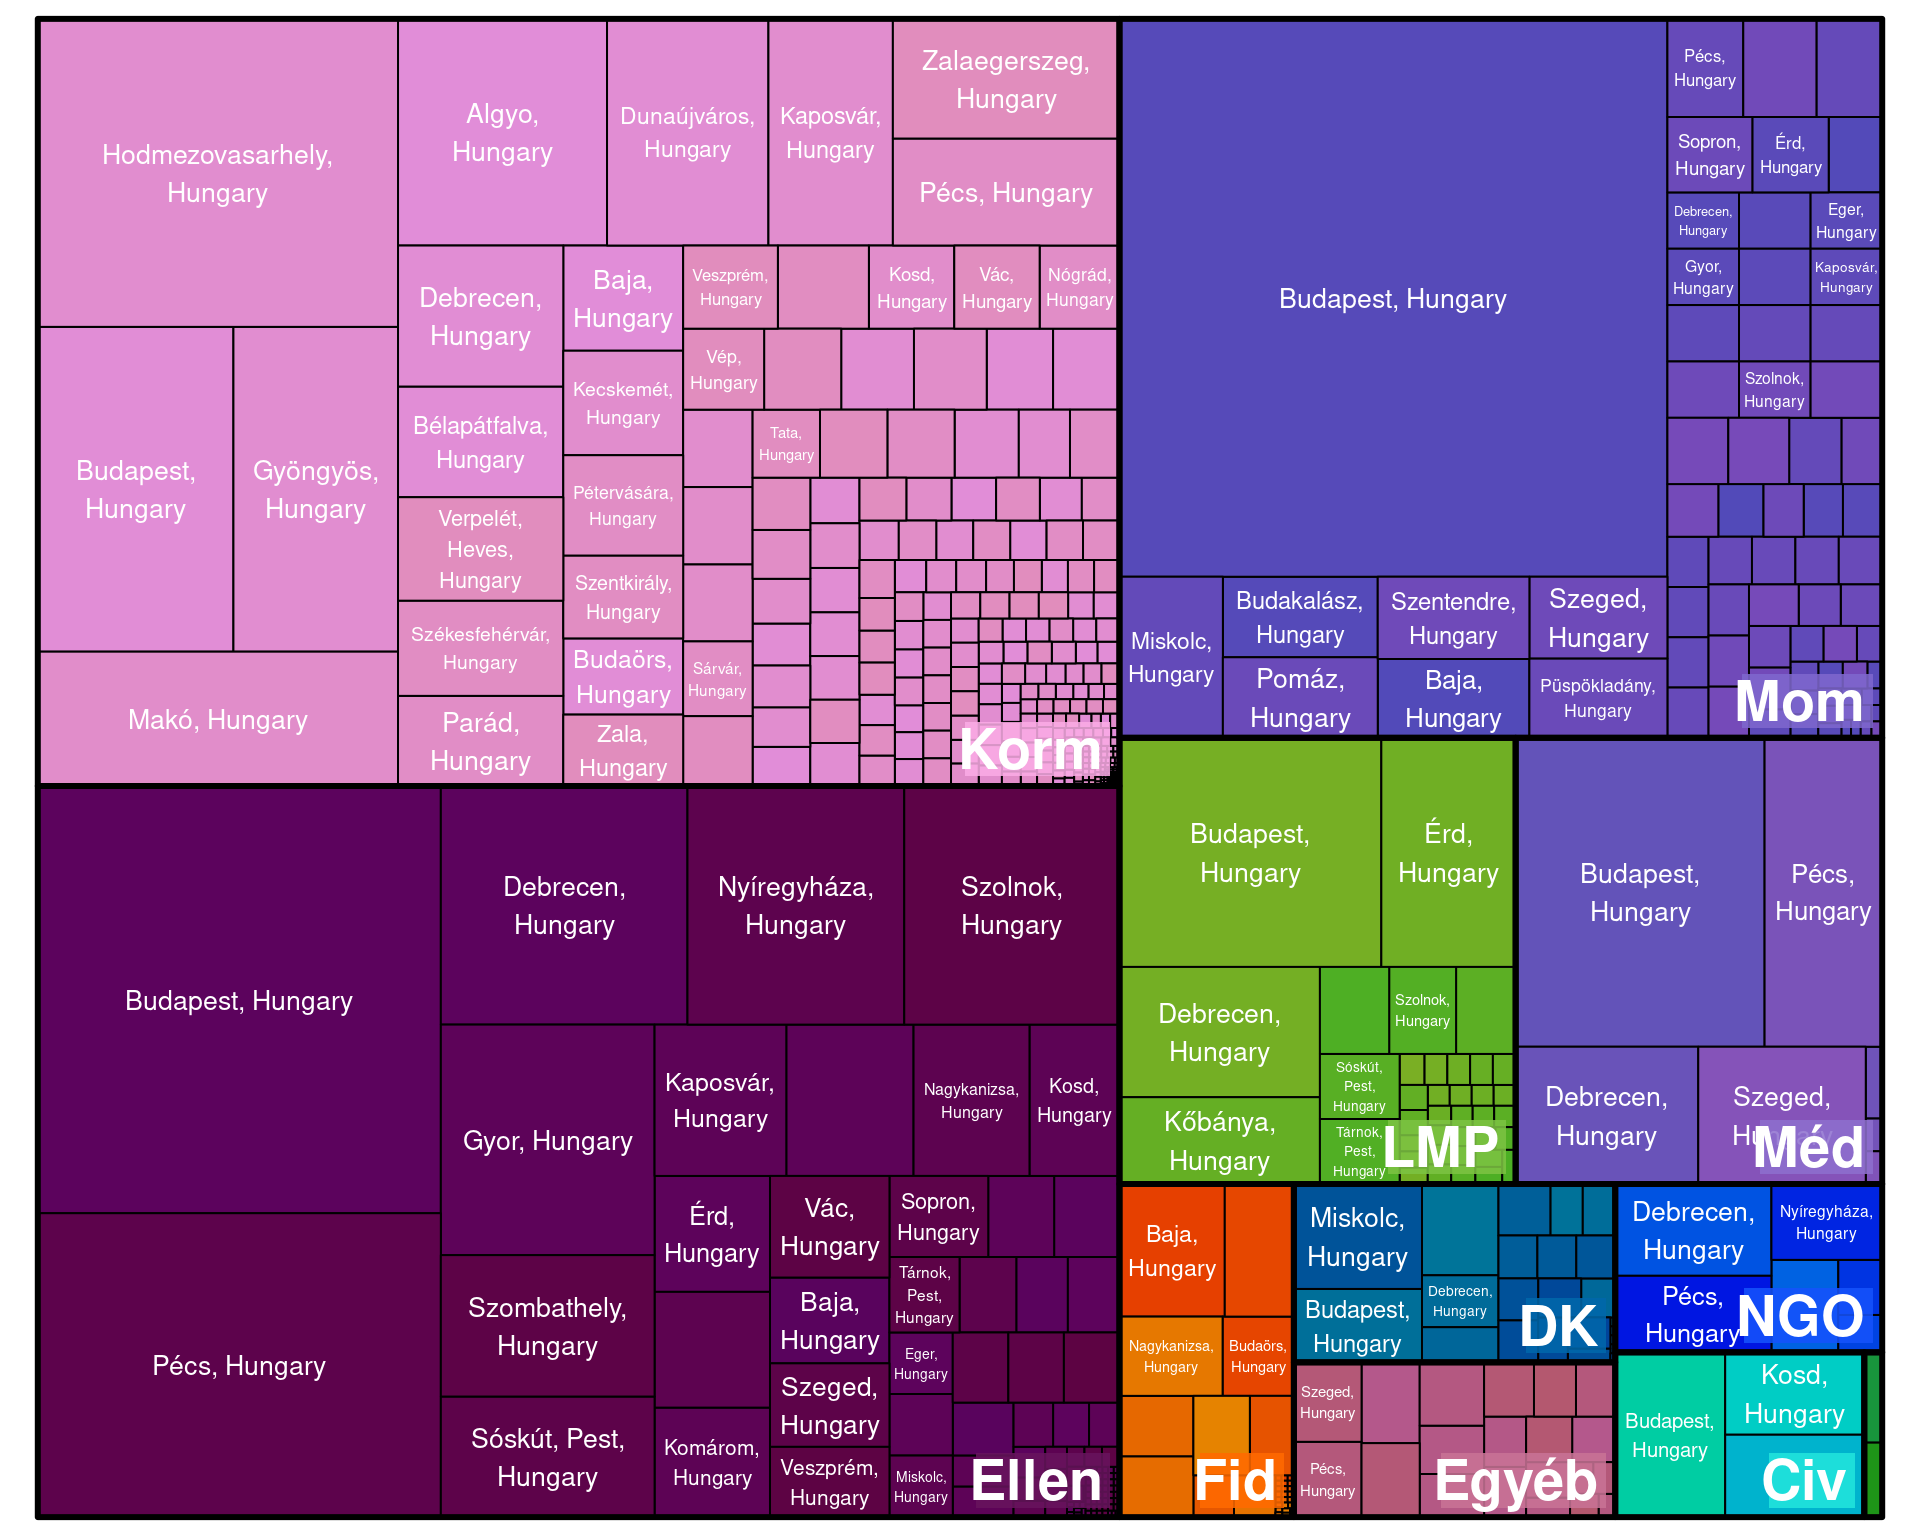 Hodmezovasarhely,
Hungary
Algyo,
Hungary
Dunaújváros,
Hungary
Kaposvár,
Hungary
Zalaegerszeg,
Hungary
Pécs, Hungary
Budapest,
Hungary
Gyöngyös,
Hungary
Makó, Hungary
Debrecen,
Hungary
Bélapátfalva,
Hungary
Verpelét,
Heves,
Hungary
Székesfehérvár,
Hungary
Parád,
Hungary
Baja,
Hungary
Kecskemét,
Hungary
Pétervására,
Hungary
Szentkirály,
Hungary
Budaörs,
Hungary
Zala,
Hungary
Veszprém,
Hungary
Kosd,
Hungary
Vác,
Hungary
Nógrád,
Hungary
Vép,
Hungary
Tata,
Hungary
Sárvár,
Hungary
Korm
Budapest, Hungary
Pécs,
Hungary
Sopron,
Hungary
Érd,
Hungary
Debrecen,
Hungary
Eger,
Hungary
Gyor,
Hungary
Kaposvár,
Hungary
Szolnok,
Hungary
Miskolc,
Hungary
Budakalász,
Hungary
Pomáz,
Hungary
Szentendre,
Hungary
Baja,
Hungary
Szeged,
Hungary
Püspökladány,
Hungary
Mom
Budapest, Hungary
Pécs, Hungary
Debrecen,
Hungary
Nyíregyháza,
Hungary
Szolnok,
Hungary
Gyor, Hungary
Szombathely,
Hungary
Sóskút, Pest,
Hungary
Kaposvár,
Hungary
Nagykanizsa,
Hungary
Kosd,
Hungary
Érd,
Hungary
Komárom,
Hungary
Vác,
Hungary
Baja,
Hungary
Szeged,
Hungary
Veszprém,
Hungary
Sopron,
Hungary
Tárnok,
Pest,
Hungary
Eger,
Hungary
Miskolc,
Hungary
Ellen
Budapest,
Hungary
Érd,
Hungary
Debrecen,
Hungary
Kőbánya,
Hungary
Szolnok,
Hungary
Sóskút,
Pest,
Hungary
Tárnok,
Pest,
Hungary
LMP
Budapest,
Hungary
Pécs,
Hungary
Debrecen,
Hungary
Szeged,
Hungary
Méd
Baja,
Hungary
Nagykanizsa,
Hungary
Budaörs,
Hungary
Fid
Miskolc,
Hungary
Budapest,
Hungary
Debrecen,
Hungary
DK
Debrecen,
Hungary
Nyíregyháza,
Hungary
Pécs,
Hungary
NGO
Szeged,
Hungary
Pécs,
Hungary
Egyéb
Budapest,
Hungary
Kosd,
Hungary
Civ